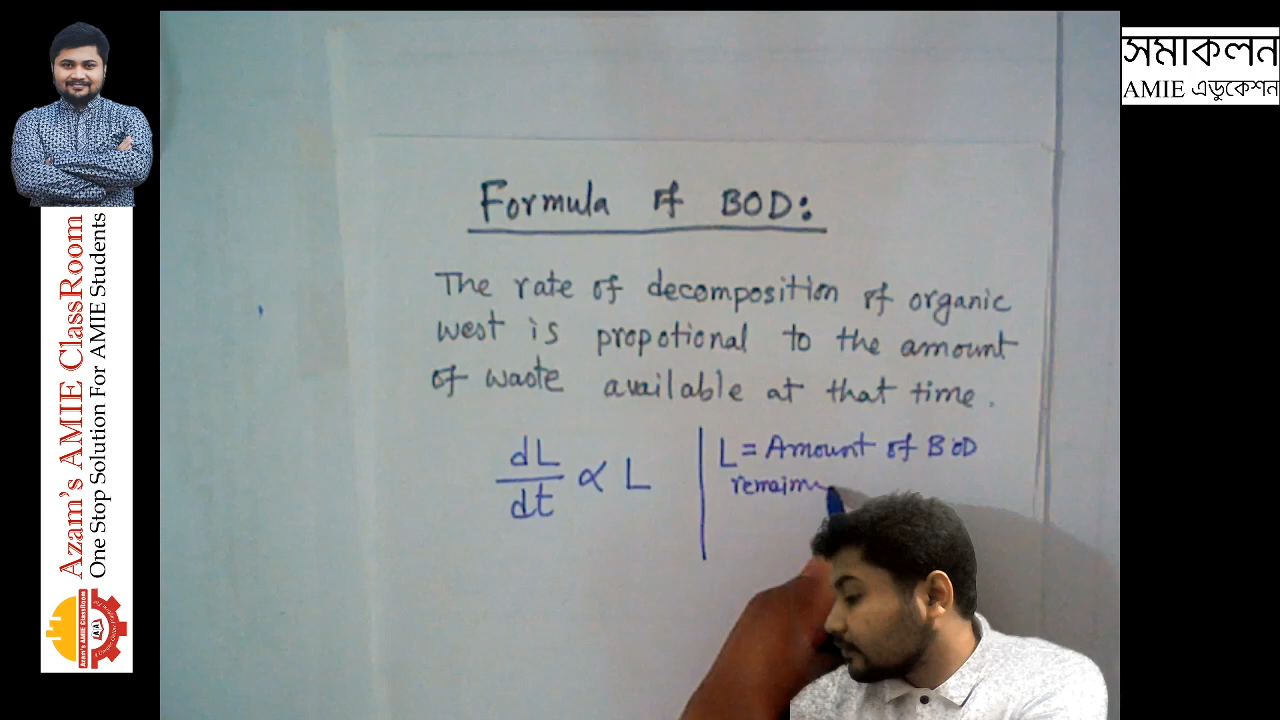 সমাকলন
AMIE এডুকেশন
Azam's AMIE ClassRoom
One Stop Solution For AMIE Students
Formula of BOD:
The rate of decomposition of organic
west is propotional to the amount
of waste available at that time.
dL/dt ∝ L
L = Amount of BOD